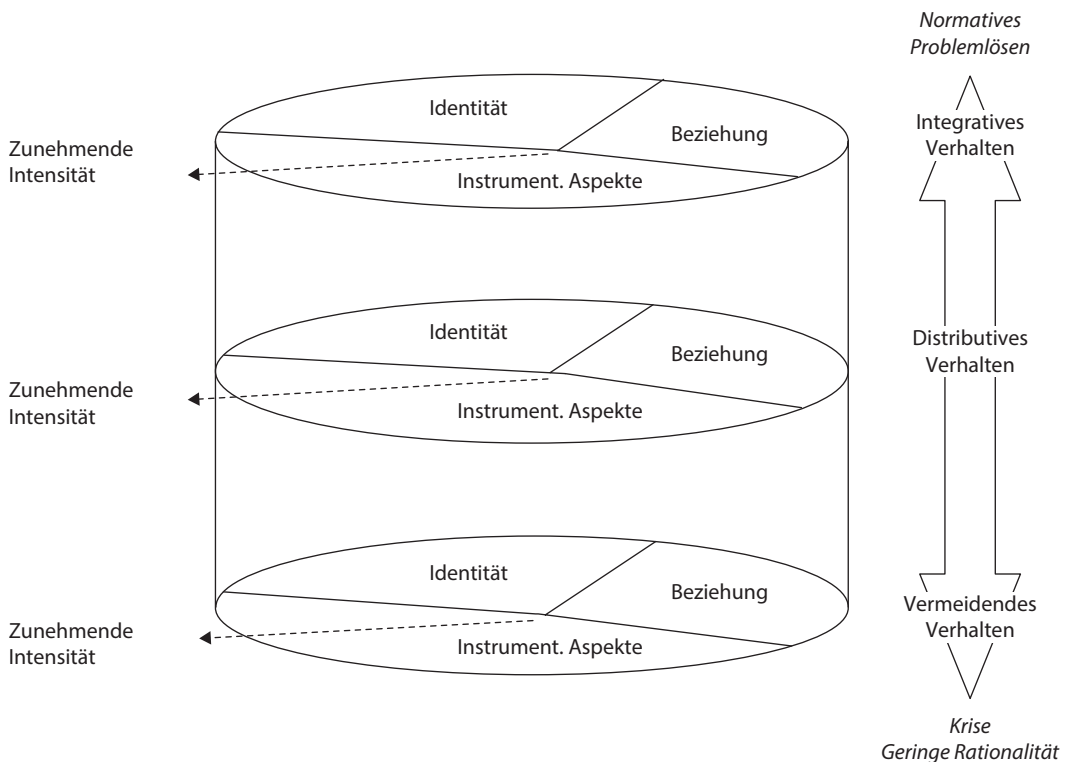 Normatives
Problemlösen
Identität
Beziehung
Integratives
Verhalten
Zunehmende
Intensität
Instrument. Aspekte
Identität
Beziehung
Distributives
Verhalten
Zunehmende
Intensität
Instrument. Aspekte
Identität
Beziehung
Vermeidendes
Verhalten
Zunehmende
Intensität
Instrument. Aspekte
Krise
Geringe Rationalität